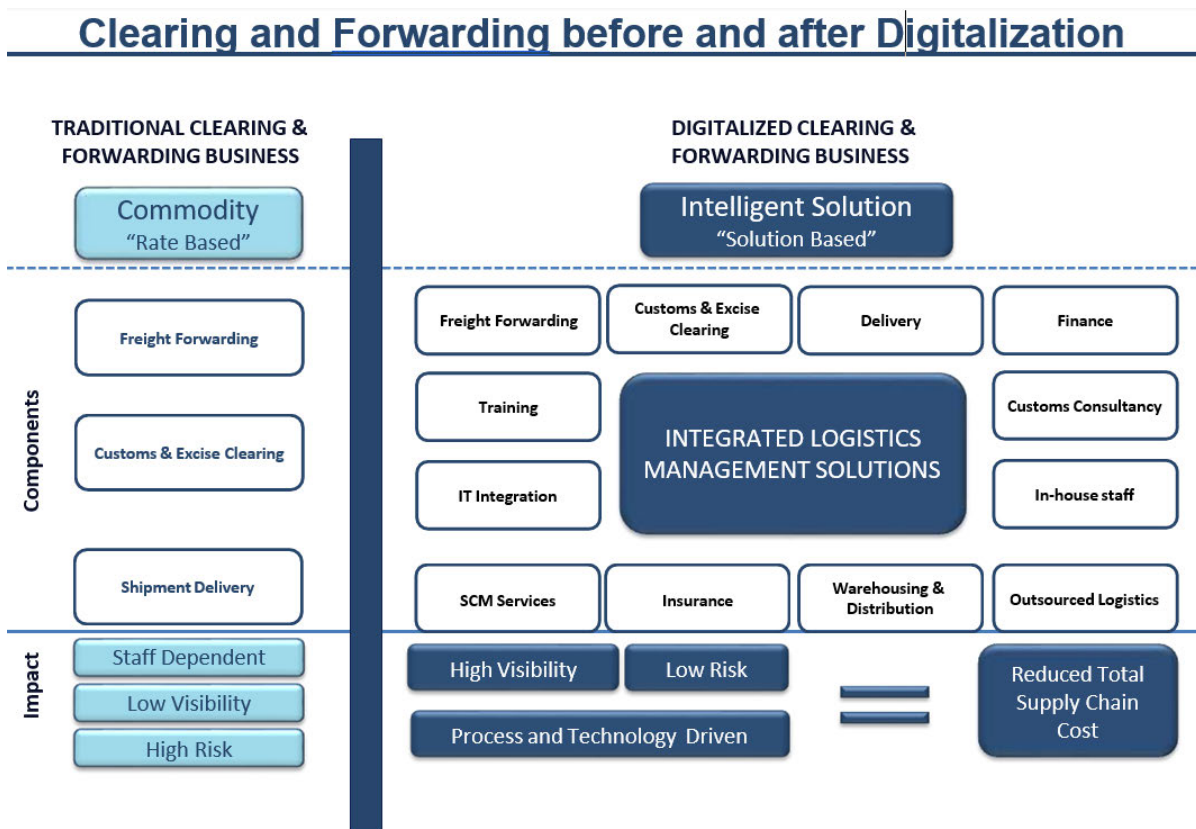 Clearing and Forwarding before and after Digitalization
TRADITIONAL CLEARING &
FORWARDING BUSINESS
Commodity
“Rate Based”
DIGITALIZED CLEARING &
FORWARDING BUSINESS
Intelligent Solution
“Solution Based”
Components
Freight Forwarding
Customs & Excise Clearing
Shipment Delivery
Freight Forwarding
Customs & Excise
Clearing
Delivery
Finance
Training
INTEGRATED LOGISTICS
MANAGEMENT SOLUTIONS
Customs Consultancy
IT Integration
In-house staff
SCM Services
Insurance
Warehousing &
Distribution
Outsourced Logistics
Impact
Staff Dependent
Low Visibility
High Risk
High Visibility
Low Risk
Process and Technology Driven
Reduced Total
Supply Chain
Cost